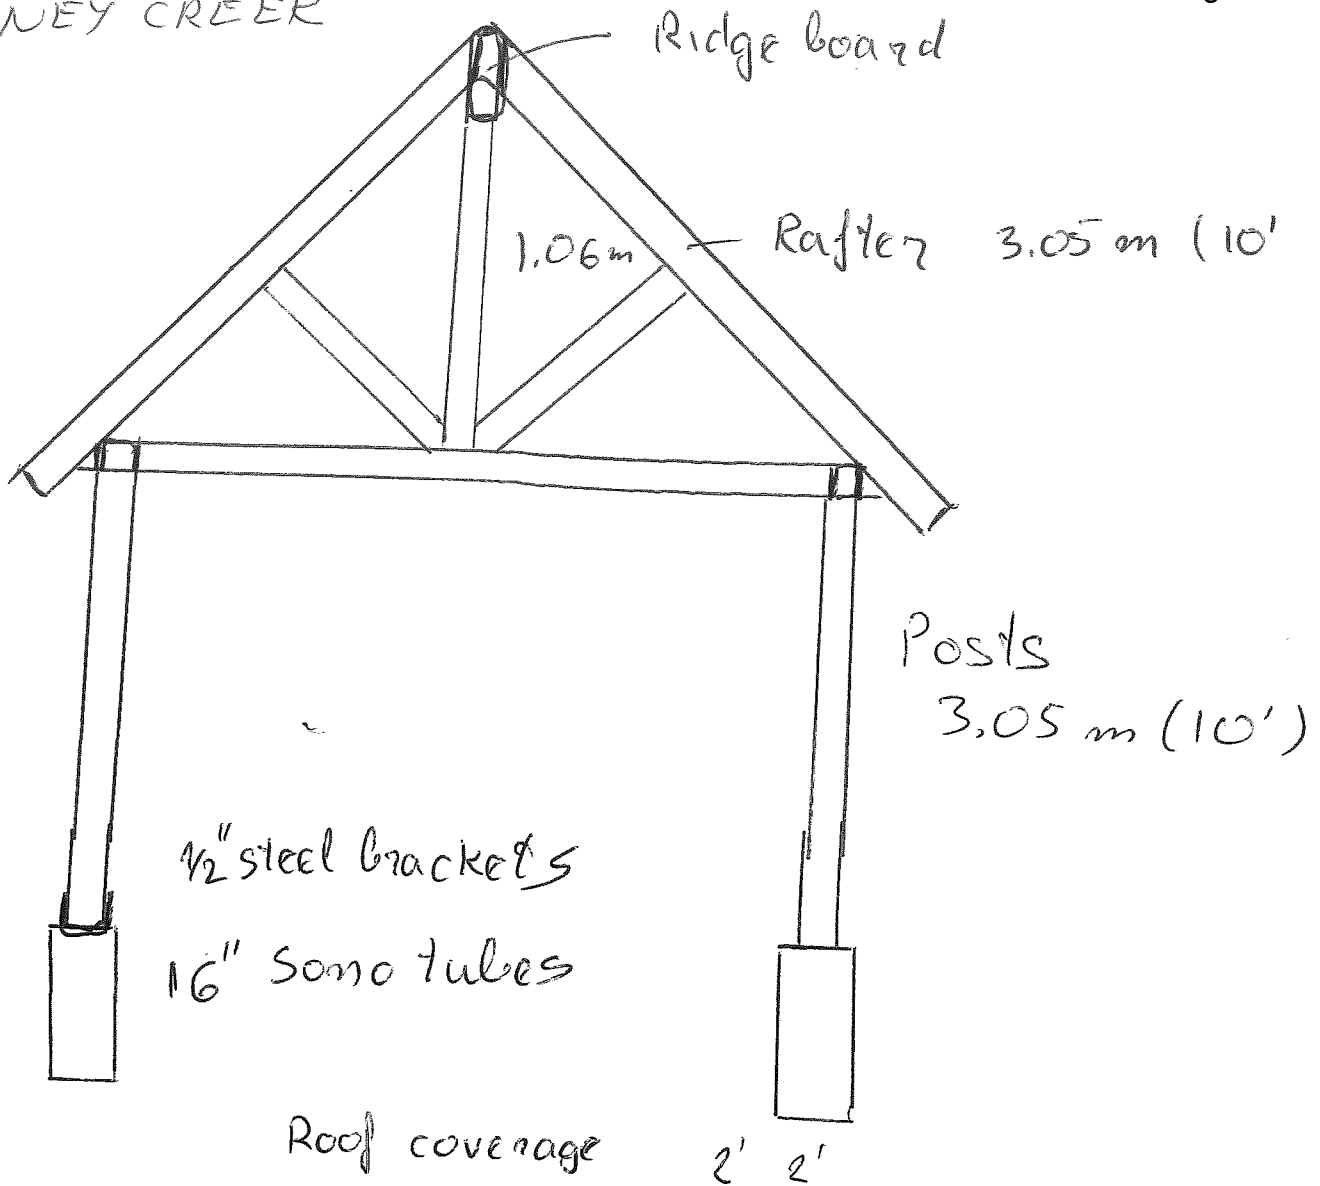 NEY CREEK
Ridge board
1.06m
Rafter 3.05 m (10'
Posts
3.05 m (10')
1/2" steel brackets
16" Sono tubes
Roof coverage 2' 2'